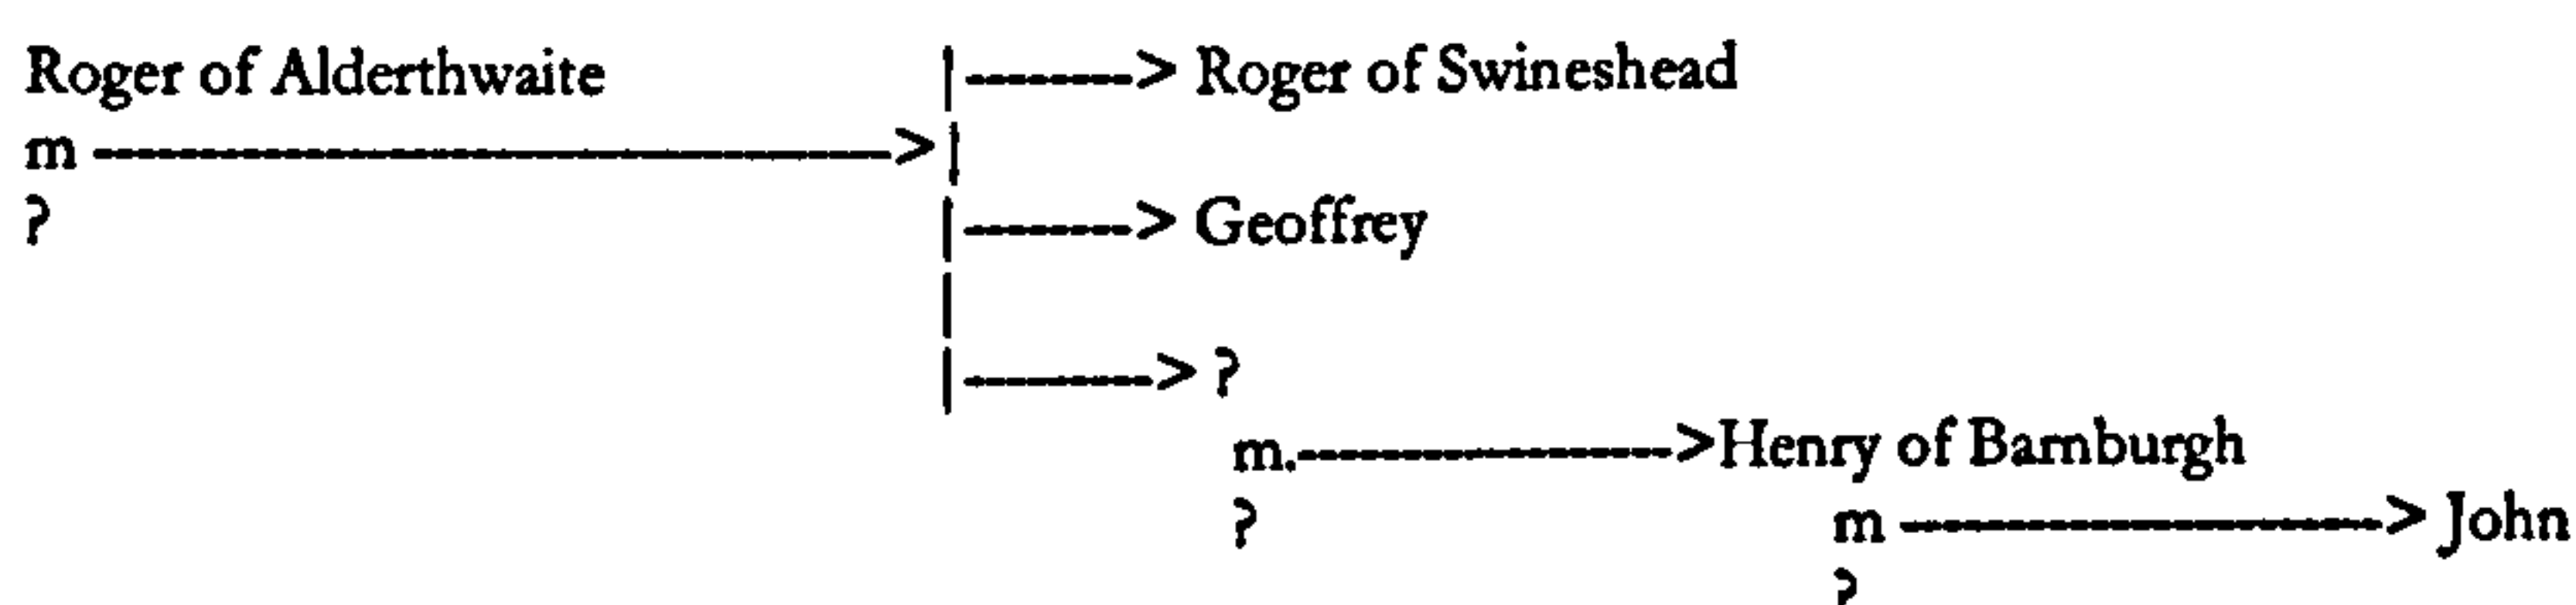 Roger of Alderthwaite |--------> Roger of Swineshead
m ------------------------------------>|
? |--------> Geoffrey
|
|---------> ?
m.------------------>Henry of Bamburgh
? m -----------------------> John
?